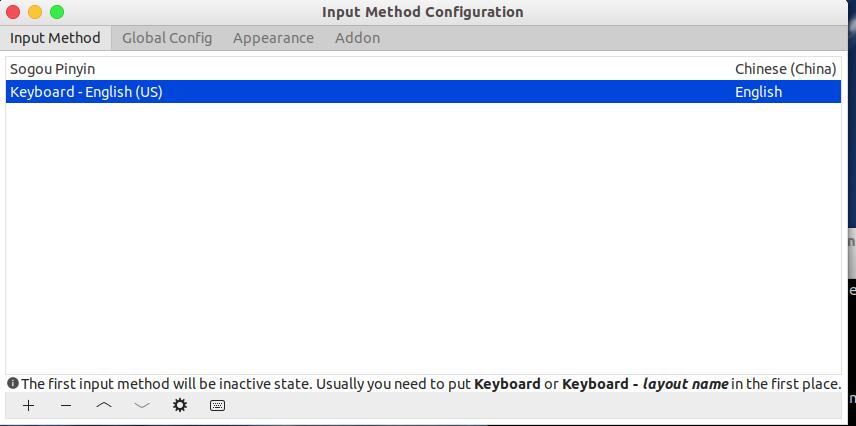 Input Method Configuration
Input Method Global Config Appearance Addon
Sogou Pinyin Chinese (China)
Keyboard - English (US) English
The first input method will be inactive state. Usually you need to put Keyboard or Keyboard - layout name in the first place.